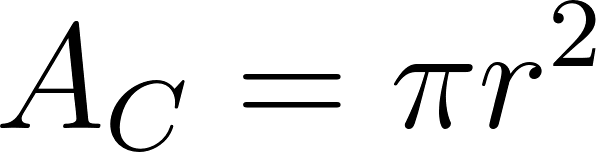 A_C = πr²